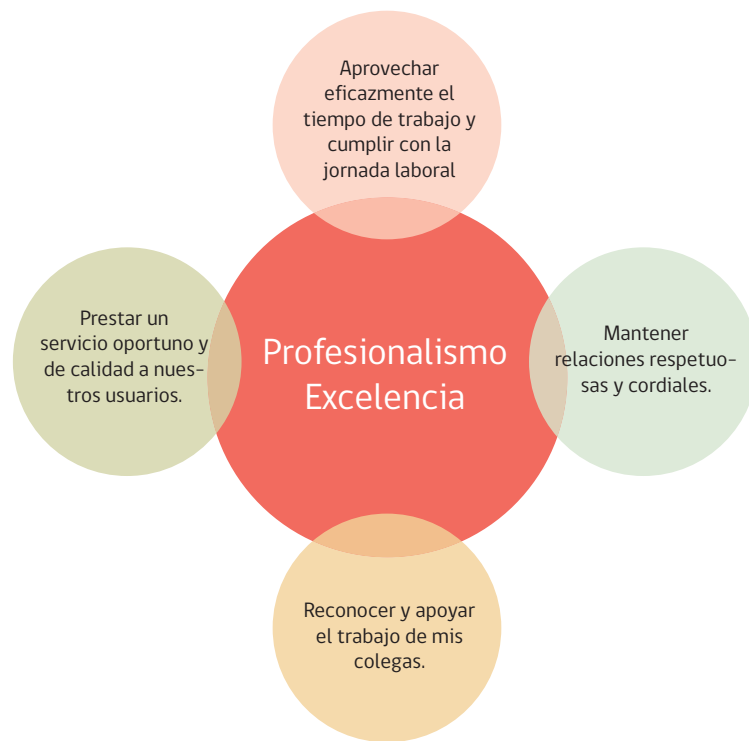 Aprovechar
eficazmente el
tiempo de trabajo y
cumplir con la
jornada laboral
Prestar un
servicio oportuno y
de calidad a nues-
tros usuarios.
Profesionalismo
Excelencia
Mantener
relaciones respetuo-
sas y cordiales.
Reconocer y apoyar
el trabajo de mis
colegas.